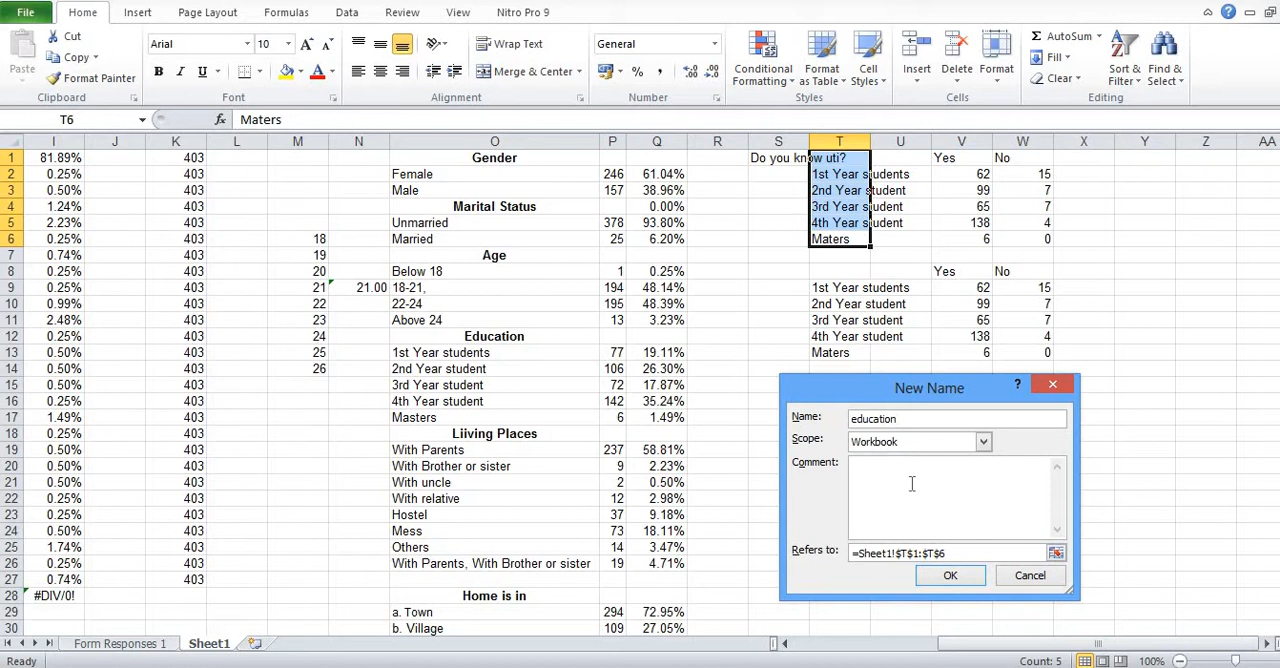 File Home Insert Page Layout Formulas Data Review View Nitro Pro 9
Paste Cut Copy Format Painter Clipboard
Arial 10 A A B I U A Font
Wrap Text Merge & Center Alignment
General % , Number
Conditional Formatting Format as Table Cell Styles Styles
Insert Delete Format Cells
Σ AutoSum Fill Clear Sort & Filter Find & Select Editing
T6 fx Maters
I J K L M N O P Q R S T U V W X Y Z AA
1 81.89% 403 Gender Do you know uti? Yes No
2 0.25% 403 Female 246 61.04% 1st Year students 62 15
3 0.50% 403 Male 157 38.96% 2nd Year student 99 7
4 1.24% 403 Marital Status 0.00% 3rd Year student 65 7
5 2.23% 403 Unmarried 378 93.80% 4th Year student 138 4
6 0.25% 403 18 Married 25 6.20% Maters 6 0
7 0.74% 403 19 Age
8 0.25% 403 20 Below 18 1 0.25% Yes No
9 0.25% 403 21 21.00 18-21, 194 48.14% 1st Year students 62 15
10 0.99% 403 22 22-24 195 48.39% 2nd Year student 99 7
11 2.48% 403 23 Above 24 13 3.23% 3rd Year student 65 7
12 0.25% 403 24 Education 4th Year student 138 4
13 0.50% 403 25 1st Year students 77 19.11% Maters 6 0
14 0.50% 403 26 2nd Year student 106 26.30%
15 0.50% 403 3rd Year student 72 17.87%
16 0.25% 403 4th Year student 142 35.24%
17 1.49% 403 Masters 6 1.49%
18 0.25% 403 Liiving Places
19 0.50% 403 With Parents 237 58.81%
20 0.25% 403 With Brother or sister 9 2.23%
21 0.50% 403 With uncle 2 0.50%
22 0.25% 403 With relative 12 2.98%
23 0.25% 403 Hostel 37 9.18%
24 0.50% 403 Mess 73 18.11%
25 1.74% 403 Others 14 3.47%
26 0.25% 403 With Parents, With Brother or sister 19 4.71%
27 0.74% 403
28 #DIV/0! Home is in
29 a. Town 294 72.95%
30 b. Village 109 27.05%
New Name ?
Name: education
Scope: Workbook
Comment:
Refers to: =Sheet1!$T$1:$T$6
OK Cancel
Form Responses 1 Sheet1
Ready Count: 5 100%